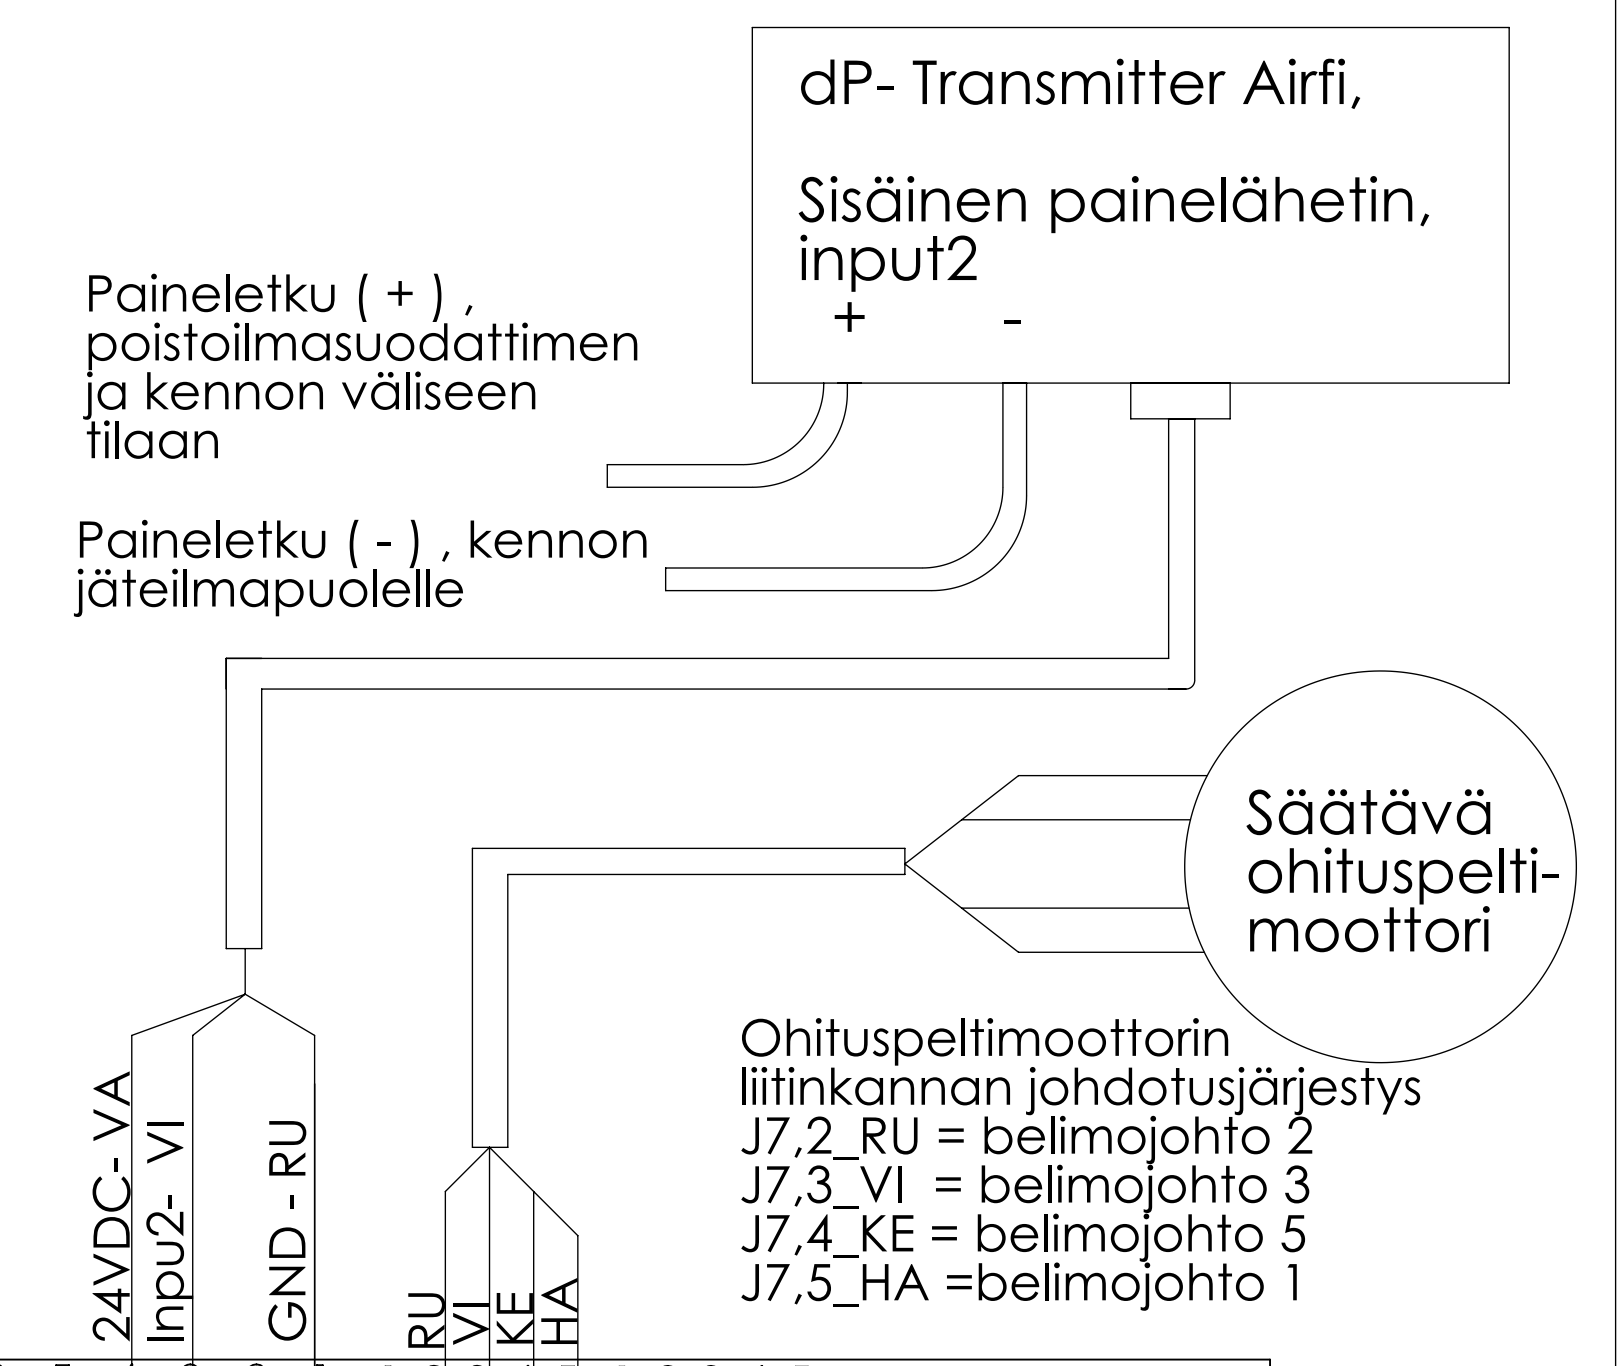 dP- Transmitter Airfi,
Sisäinen painelähetin,
input2
+ -
Paineletku ( + ) ,
poistoilmasuodattimen
ja kennon väliseen
tilaan
Paineletku ( - ) , kennon
jäteilmapuolelle
Säätävä
ohituspelti-
moottori
Ohituspeltimoottorin
liitinkannan johdotusjärjestys
J7,2_RU = belimojohto 2
J7,3_VI = belimojohto 3
J7,4_KE = belimojohto 5
J7,5_HA =belimojohto 1
24VDC- VA
Inpu2- VI
GND - RU
RU
VI
KE
HA